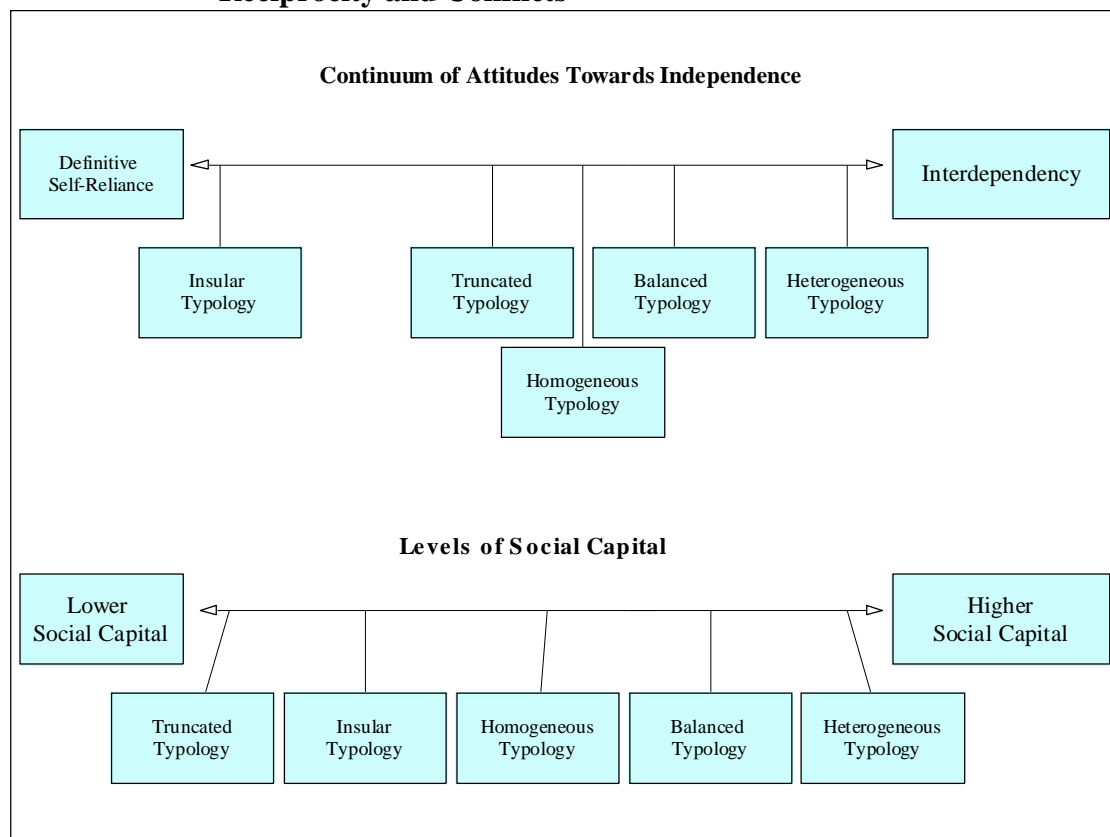 Reciprocity and Conflicts
Continuum of Attitudes Towards Independence
Definitive
Self-Reliance
Interdependency
Insular
Typology
Truncated
Typology
Balanced
Typology
Heterogeneous
Typology
Homogeneous
Typology
Levels of Social Capital
Lower
Social Capital
Higher
Social Capital
Truncated
Typology
Insular
Typology
Homogeneous
Typology
Balanced
Typology
Heterogeneous
Typology